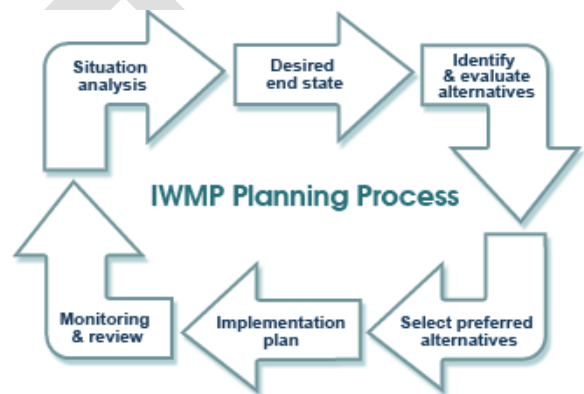 Situation
analysis
Desired
end state
Identify
& evaluate
alternatives
IWMP Planning Process
Monitoring
& review
Implementation
plan
Select preferred
alternatives